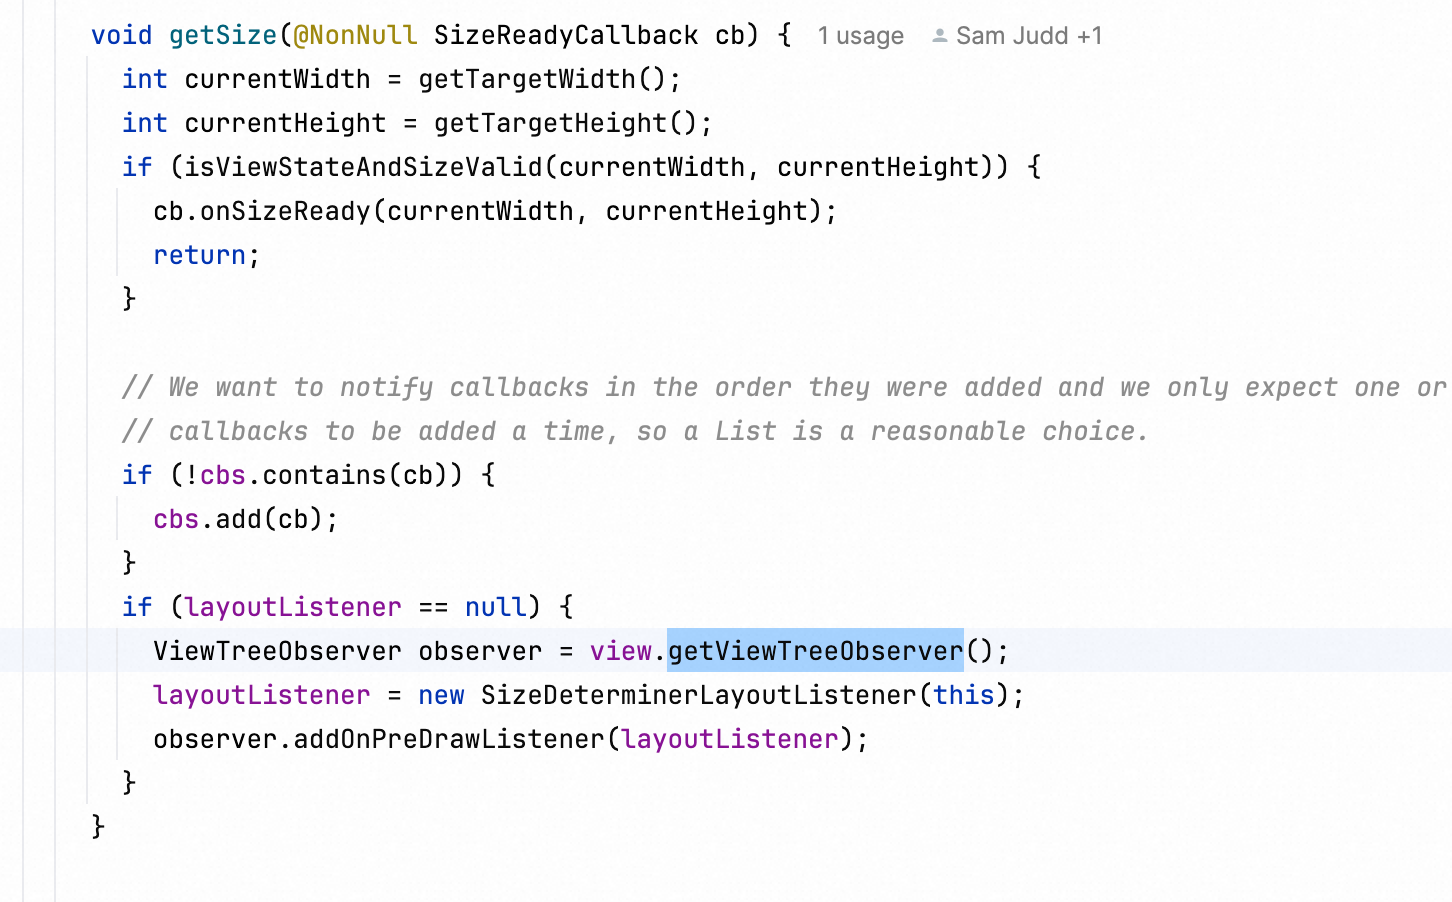 void getSize(@NonNull SizeReadyCallback cb) { 1 usage Sam Judd +1
int currentWidth = getTargetWidth();
int currentHeight = getTargetHeight();
if (isViewStateAndSizeValid(currentWidth, currentHeight)) {
cb.onSizeReady(currentWidth, currentHeight);
return;
}
// We want to notify callbacks in the order they were added and we only expect one or
// callbacks to be added a time, so a List is a reasonable choice.
if (!cbs.contains(cb)) {
cbs.add(cb);
}
if (layoutListener == null) {
ViewTreeObserver observer = view.getViewTreeObserver();
layoutListener = new SizeDeterminerLayoutListener(this);
observer.addOnPreDrawListener(layoutListener);
}
}